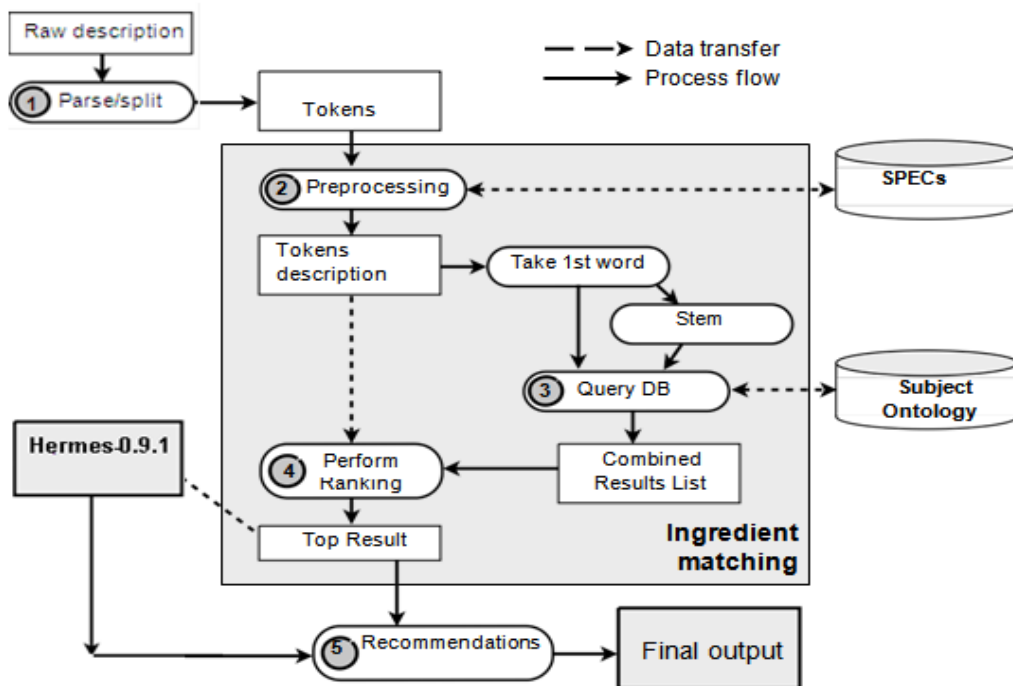 Raw description
1 Parse/split
Tokens
Data transfer
Process flow
2 Preprocessing
SPECs
Tokens
description
Take 1st word
Stem
3 Query DB
Subject
Ontology
Hermes-0.9.1
4 Perform
Ranking
Combined
Results List
Top Result
Ingredient
matching
5 Recommendations
Final output